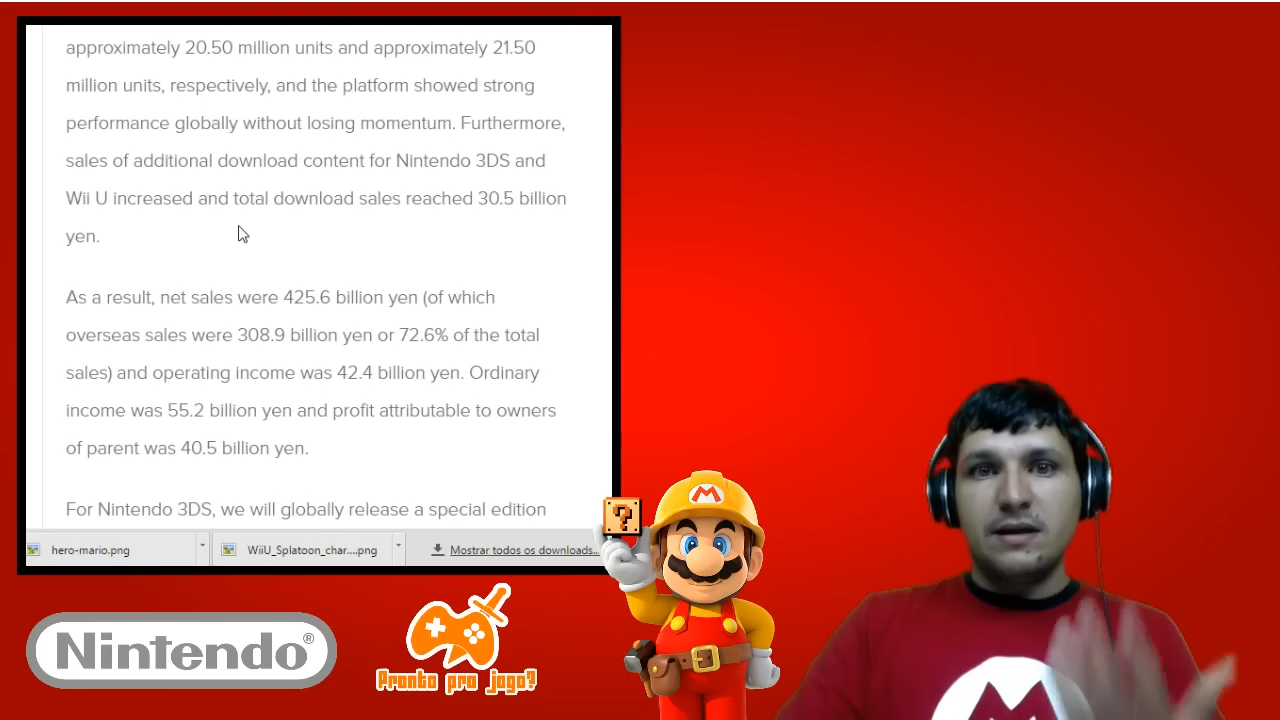 approximately 20.50 million units and approximately 21.50
million units, respectively, and the platform showed strong
performance globally without losing momentum. Furthermore,
sales of additional download content for Nintendo 3DS and
Wii U increased and total download sales reached 30.5 billion
yen.
As a result, net sales were 425.6 billion yen (of which
overseas sales were 308.9 billion yen or 72.6% of the total
sales) and operating income was 42.4 billion yen. Ordinary
income was 55.2 billion yen and profit attributable to owners
of parent was 40.5 billion yen.
For Nintendo 3DS, we will globally release a special edition
hero-mario.png
WiiU_Splatoon_char....png
Mostrar todos os downloads...
Nintendo®
Pronto pro jogo?
?
M
M